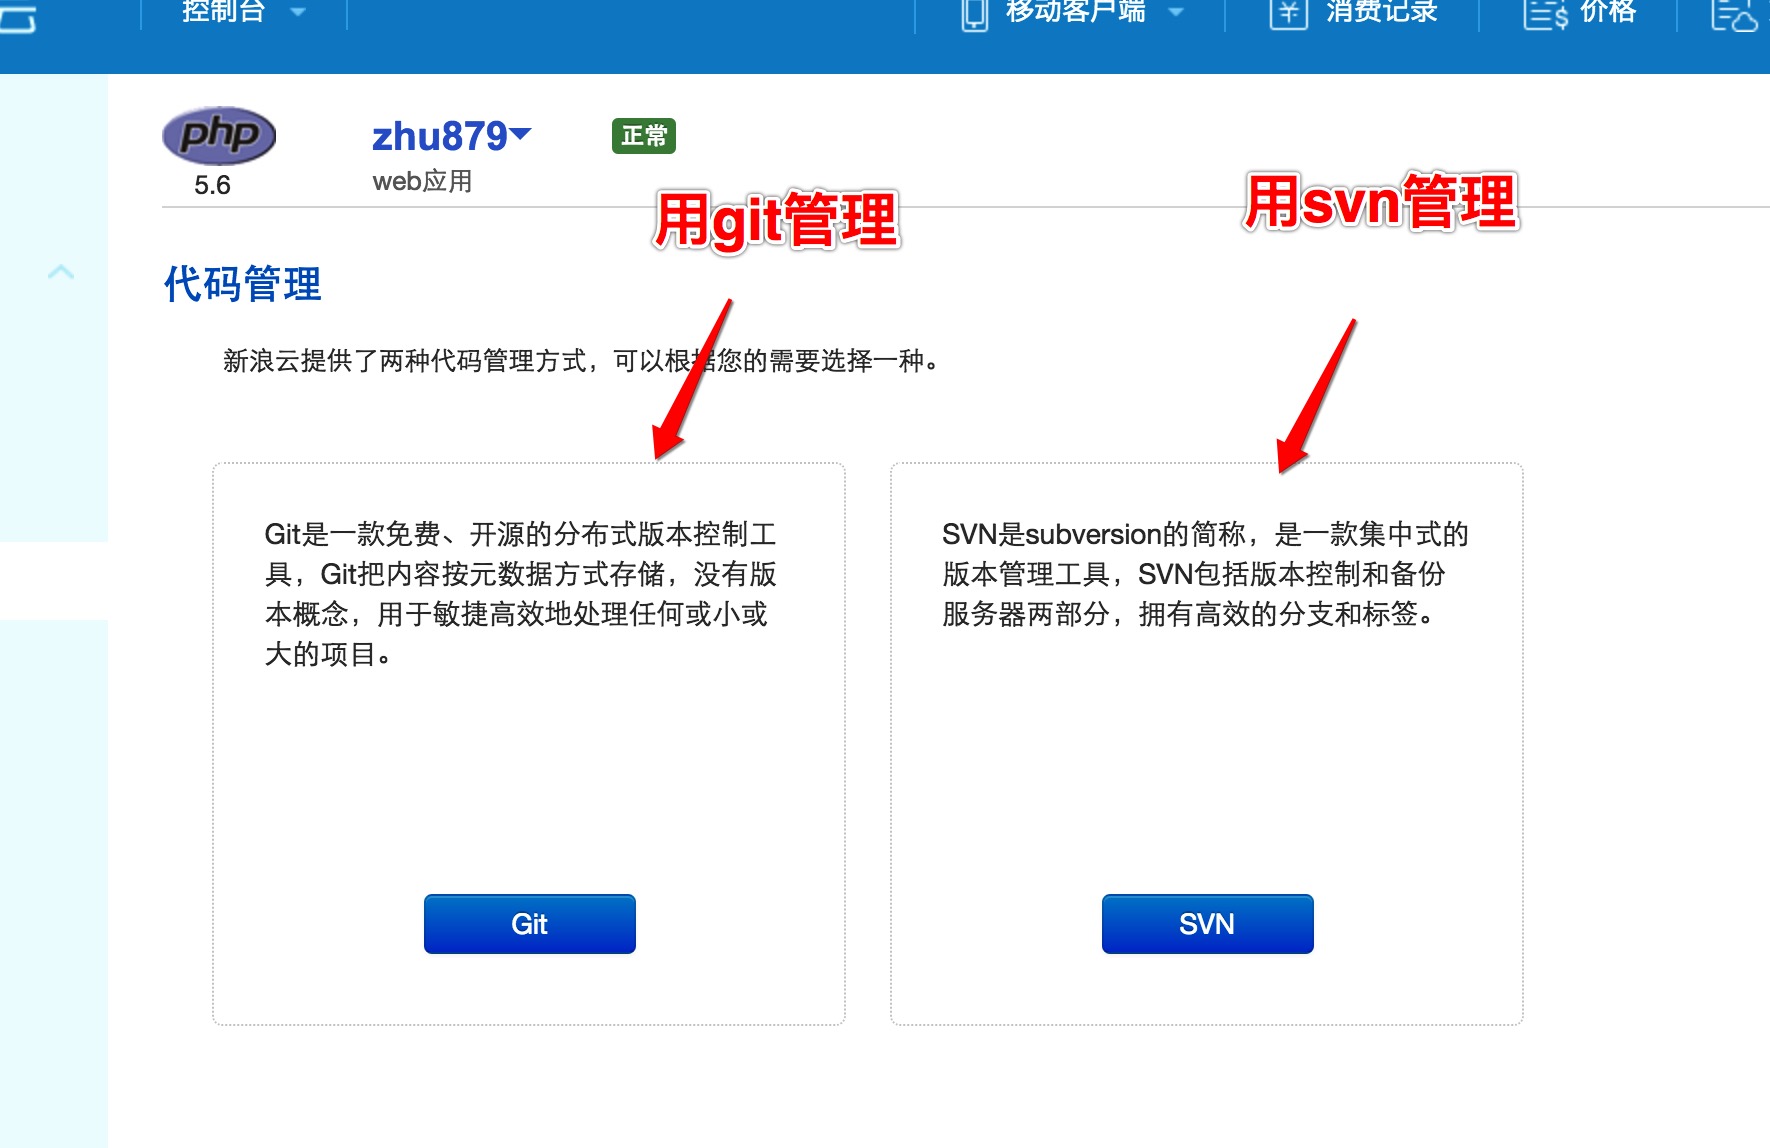 云
控制台
移动客户端
消费记录
价格
php
5.6
zhu879
正常
web应用
用git管理
用svn管理
代码管理
新浪云提供了两种代码管理方式，可以根据您的需要选择一种。
Git是一款免费、开源的分布式版本控制工
具，Git把内容按元数据方式存储，没有版
本概念，用于敏捷高效地处理任何或小或
大的项目。
Git
SVN是subversion的简称，是一款集中式的
版本管理工具，SVN包括版本控制和备份
服务器两部分，拥有高效的分支和标签。
SVN